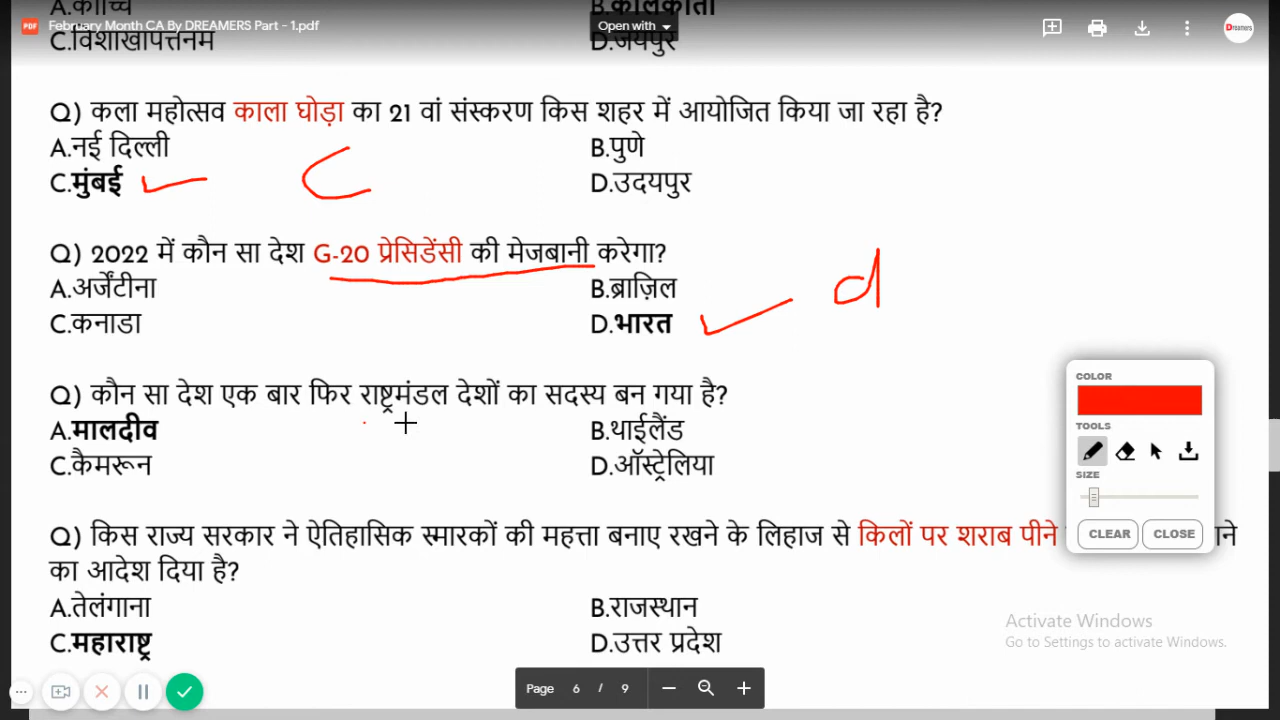 A.कोच्चि
B.कोलकाता
February Month CA By DREAMERS Part - 1.pdf
Open with
C.विशाखापत्तनम
D.जयपुर
Q) कला महोत्सव काला घोड़ा का 21 वां संस्करण किस शहर में आयोजित किया जा रहा है?
A.नई दिल्ली
B.पुणे
C.मुंबई
C
D.उदयपुर
Q) 2022 में कौन सा देश G-20 प्रेसिडेंसी की मेजबानी करेगा?
A.अर्जेंटीना
B.ब्राज़िल
d
C.कनाडा
D.भारत
Q) कौन सा देश एक बार फिर राष्ट्रमंडल देशों का सदस्य बन गया है?
A.मालदीव
B.थाईलैंड
C.कैमरून
D.ऑस्ट्रेलिया
COLOR
TOOLS
SIZE
CLEAR
CLOSE
Q) किस राज्य सरकार ने ऐतिहासिक स्मारकों की महत्ता बनाए रखने के लिहाज से किलों पर शराब पीने
का आदेश दिया है?
A.तेलंगाना
B.राजस्थान
C.महाराष्ट्र
D.उत्तर प्रदेश
Activate Windows
Go to Settings to activate Windows.
Page 6 / 9
PDF
Dreamers